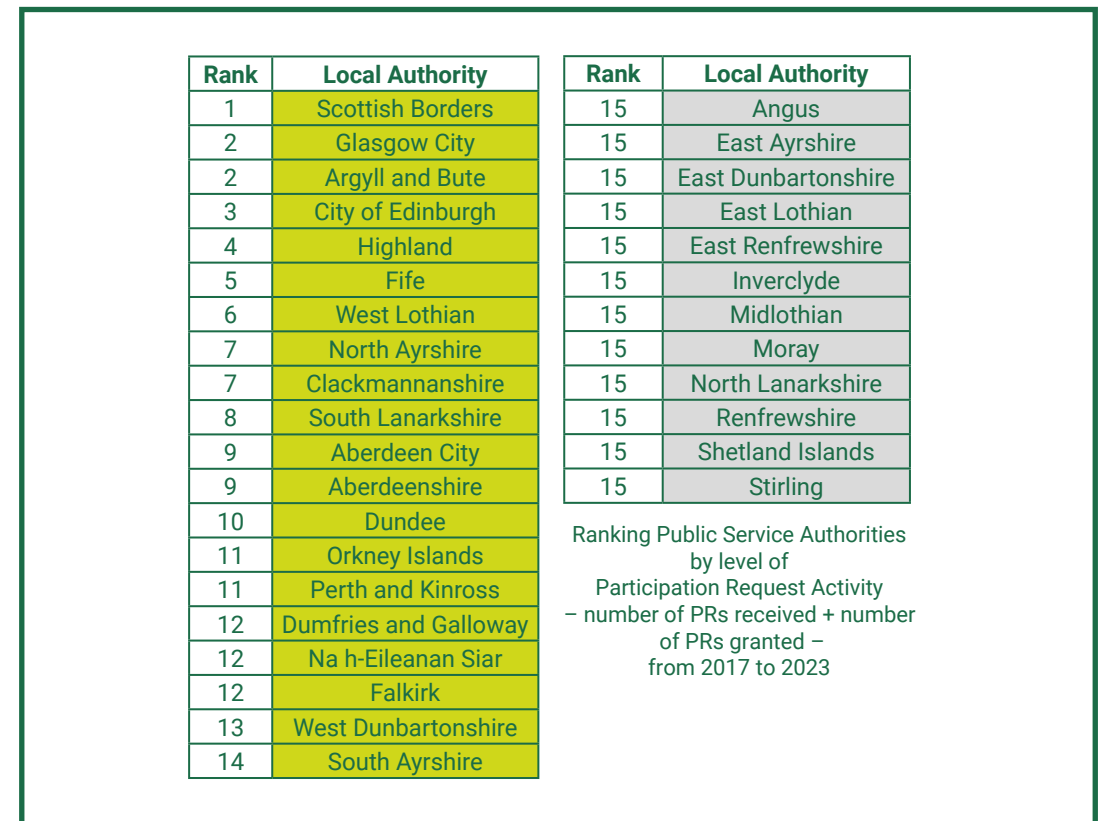 Rank Local Authority
1 Scottish Borders
2 Glasgow City
2 Argyll and Bute
3 City of Edinburgh
4 Highland
5 Fife
6 West Lothian
7 North Ayrshire
7 Clackmannanshire
8 South Lanarkshire
9 Aberdeen City
9 Aberdeenshire
10 Dundee
11 Orkney Islands
11 Perth and Kinross
12 Dumfries and Galloway
12 Na h-Eileanan Siar
12 Falkirk
13 West Dunbartonshire
14 South Ayrshire
Rank Local Authority
15 Angus
15 East Ayrshire
15 East Dunbartonshire
15 East Lothian
15 East Renfrewshire
15 Inverclyde
15 Midlothian
15 Moray
15 North Lanarkshire
15 Renfrewshire
15 Shetland Islands
15 Stirling
Ranking Public Service Authorities
by level of
Participation Request Activity
– number of PRs received + number
of PRs granted –
from 2017 to 2023